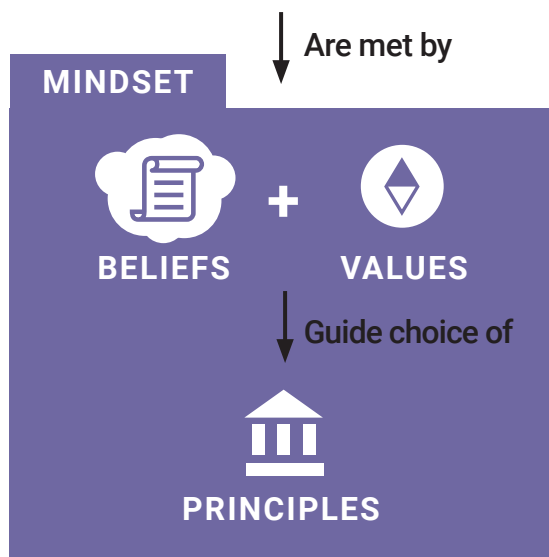 Are met by
MINDSET
BELIEFS + VALUES
Guide choice of
PRINCIPLES